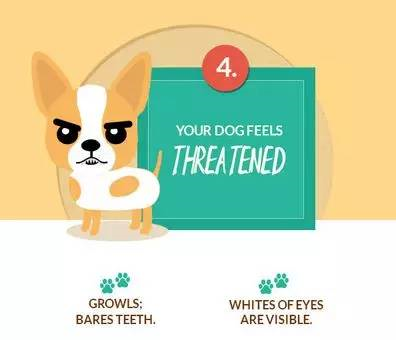 4.
YOUR DOG FEELS
THREATENED
GROWLS;
BARES TEETH.
WHITES OF EYES
ARE VISIBLE.